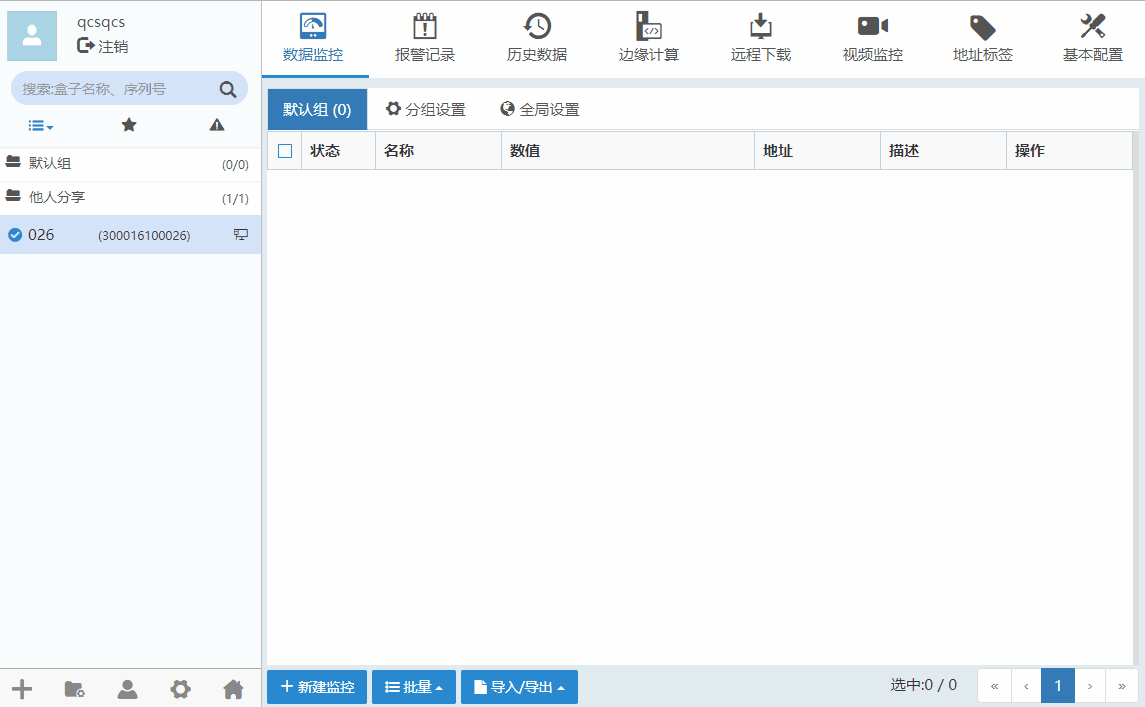 qcsqcs
注销
搜索:盒子名称、序列号
默认组 (0/0)
他人分享 (1/1)
026 (300016100026)
数据监控 报警记录 历史数据 边缘计算 远程下载 视频监控 地址标签 基本配置
默认组 (0) 分组设置 全局设置
状态 名称 数值 地址 描述 操作
新建监控 批量 导入/导出 选中:0 / 0 « ‹ 1 › »